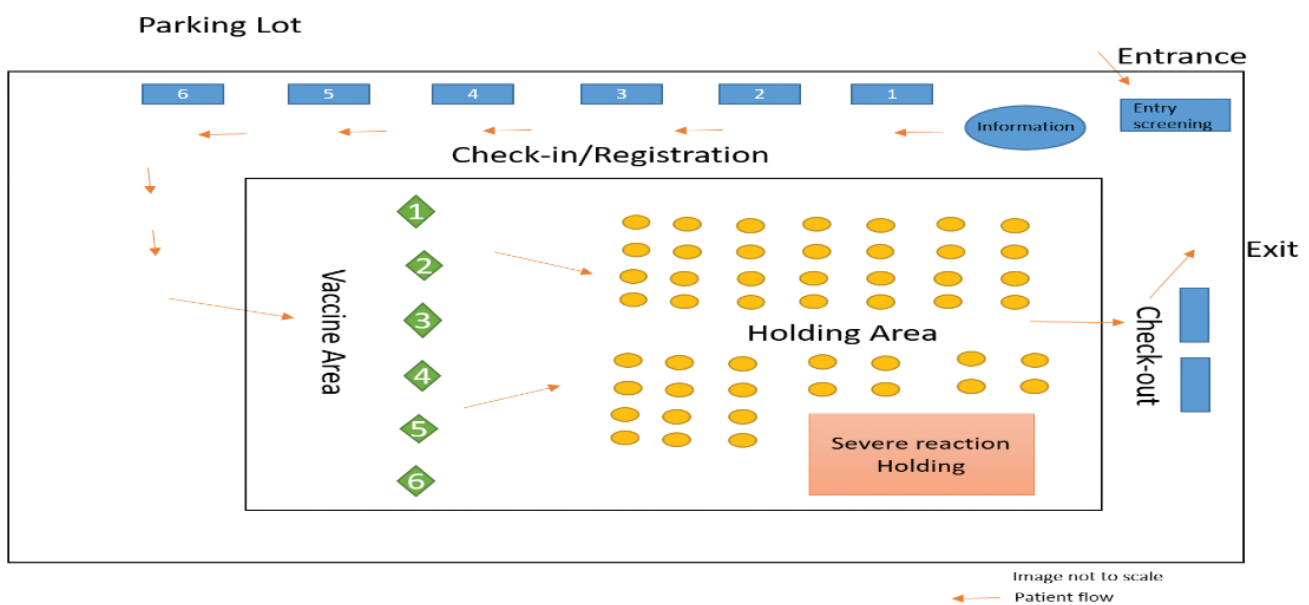 Parking Lot
Entrance
6 5 4 3 2 1
Information
Entry
screening
Check-in/Registration
1
2
3
4
5
6
Vaccine Area
Holding Area
Severe reaction
Holding
Check-out
Exit
Image not to scale
Patient flow